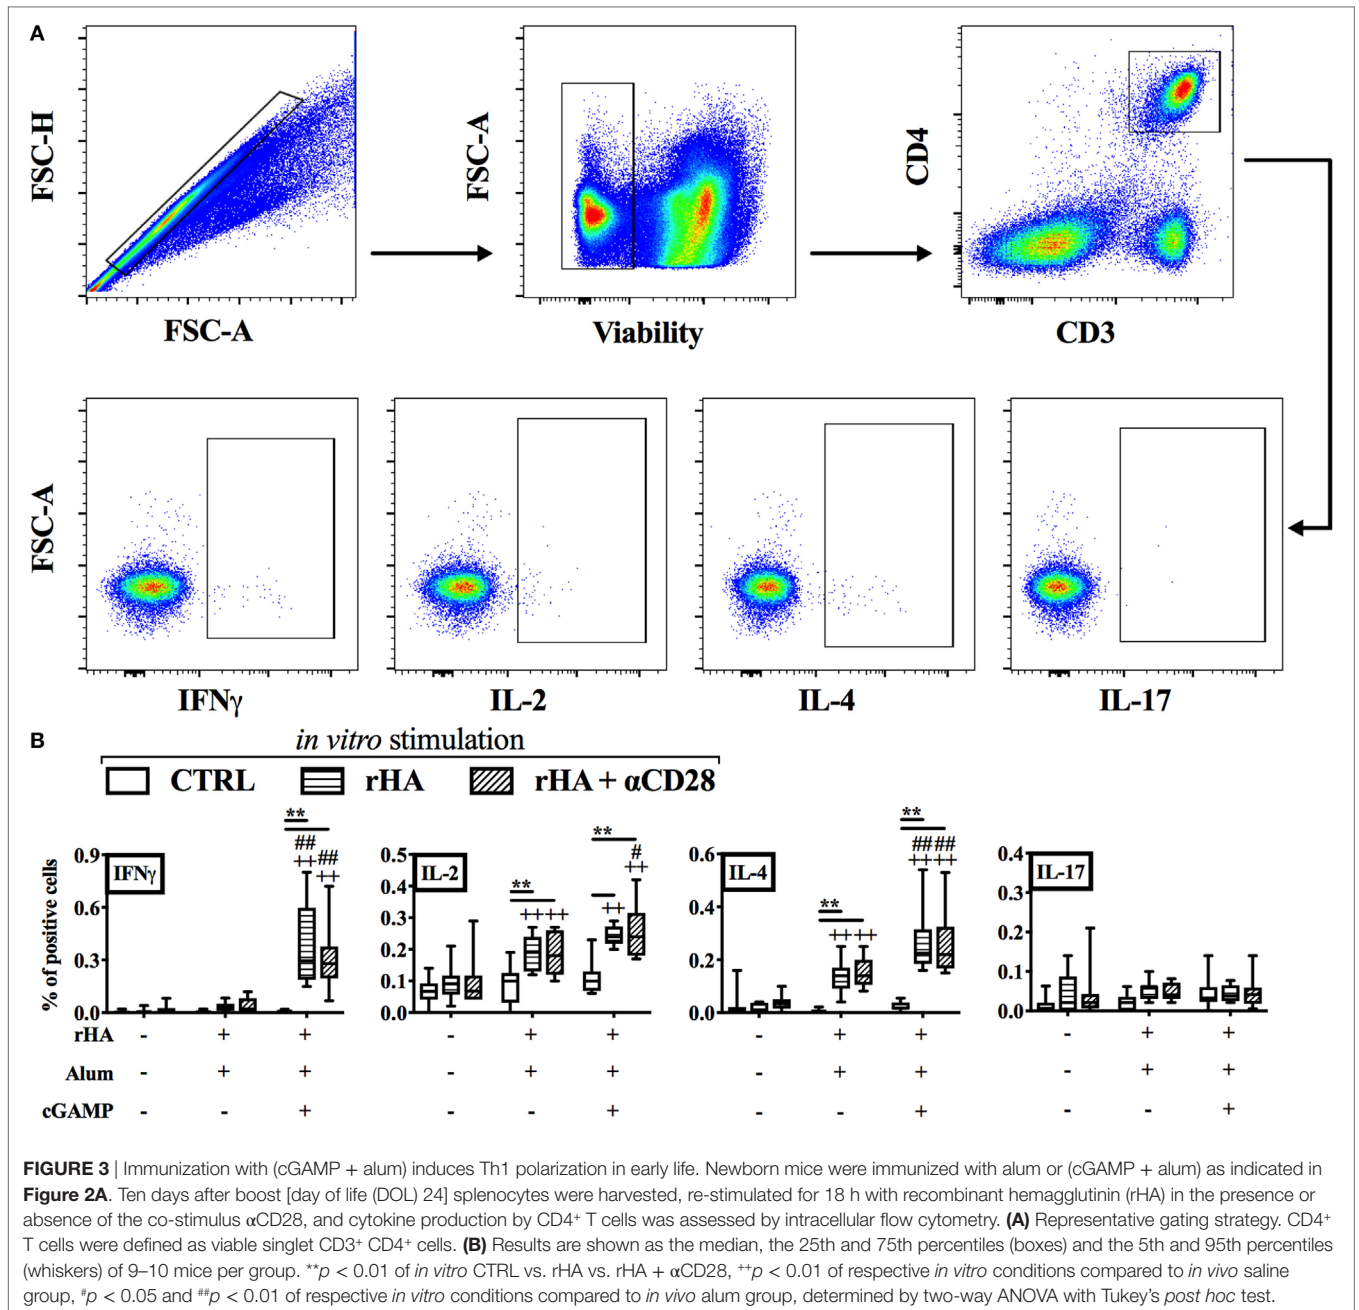 A
FSC-H
FSC-A
FSC-A
Viability
CD4
CD3
FSC-A
IFNγ
IL-2
IL-4
IL-17
B
in vitro stimulation
CTRL rHA rHA + αCD28
% of positive cells
IFNγ
0.9
0.6
0.3
0.0
**
## ##
++ ++
IL-2
0.5
0.4
0.3
0.2
0.1
0.0
**
++ ++
**
#
++ ++
IL-4
0.6
0.4
0.2
0.0
**
++ ++
**
## ##
++ ++
IL-17
0.4
0.3
0.2
0.1
0.0
rHA - + + - + + - + + - + +
Alum - + + - + + - + + - + +
cGAMP - - + - - + - - + - - +
FIGURE 3 | Immunization with (cGAMP + alum) induces Th1 polarization in early life. Newborn mice were immunized with alum or (cGAMP + alum) as indicated in
Figure 2A. Ten days after boost [day of life (DOL) 24] splenocytes were harvested, re-stimulated for 18 h with recombinant hemagglutinin (rHA) in the presence or
absence of the co-stimulus αCD28, and cytokine production by CD4⁺ T cells was assessed by intracellular flow cytometry. (A) Representative gating strategy. CD4⁺
T cells were defined as viable singlet CD3⁺ CD4⁺ cells. (B) Results are shown as the median, the 25th and 75th percentiles (boxes) and the 5th and 95th percentiles
(whiskers) of 9–10 mice per group. **p < 0.01 of in vitro CTRL vs. rHA vs. rHA + αCD28, ⁺⁺p < 0.01 of respective in vitro conditions compared to in vivo saline
group, #p < 0.05 and ##p < 0.01 of respective in vitro conditions compared to in vivo alum group, determined by two-way ANOVA with Tukey's post hoc test.